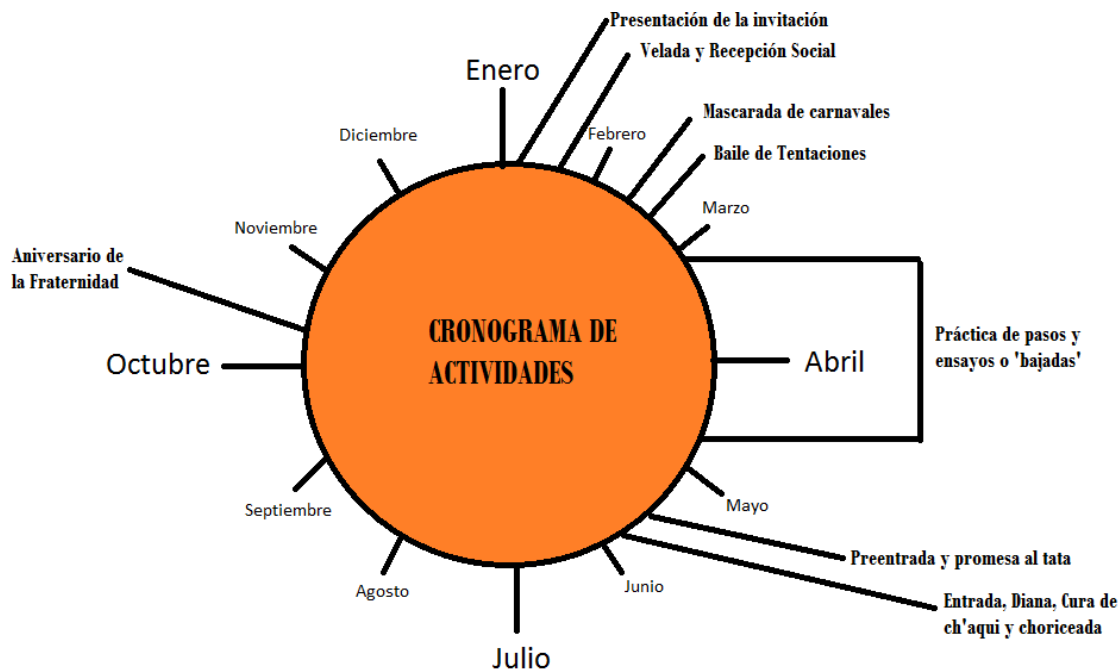 Presentación de la invitación
Velada y Recepción Social
Enero
Mascarada de carnavales
Febrero
Diciembre
Baile de Tentaciones
Marzo
Noviembre
Aniversario de
la Fraternidad
CRONOGRAMA DE
ACTIVIDADES
Práctica de pasos y
ensayos o 'bajadas'
Octubre
Abril
Septiembre
Mayo
Preentrada y promesa al tata
Agosto
Junio
Entrada, Diana, Cura de
ch'aqui y choriceada
Julio